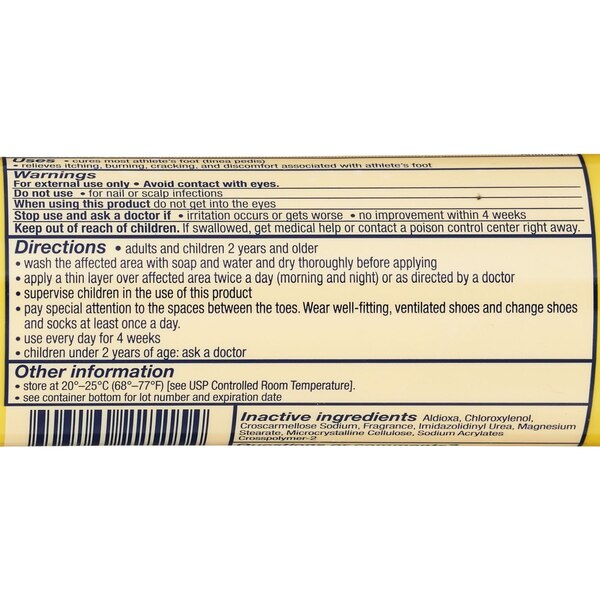 Uses • cures most athlete's foot (tinea pedis)
• relieves itching, burning, cracking, and discomfort associated with athlete's foot
Warnings
For external use only • Avoid contact with eyes.
Do not use • for nail or scalp infections
When using this product do not get into the eyes
Stop use and ask a doctor if • irritation occurs or gets worse • no improvement within 4 weeks
Keep out of reach of children. If swallowed, get medical help or contact a poison control center right away.
Directions • adults and children 2 years and older
• wash the affected area with soap and water and dry thoroughly before applying
• apply a thin layer over affected area twice a day (morning and night) or as directed by a doctor
• supervise children in the use of this product
• pay special attention to the spaces between the toes. Wear well-fitting, ventilated shoes and change shoes
and socks at least once a day.
• use every day for 4 weeks
• children under 2 years of age: ask a doctor
Other information
• store at 20°–25°C (68°–77°F) [see USP Controlled Room Temperature].
• see container bottom for lot number and expiration date
Inactive ingredients Aldioxa, Chloroxylenol,
Croscarmellose Sodium, Fragrance, Imidazolidinyl Urea, Magnesium
Stearate, Microcrystalline Cellulose, Sodium Acrylates
Crosspolymer-2
Questions or comments?